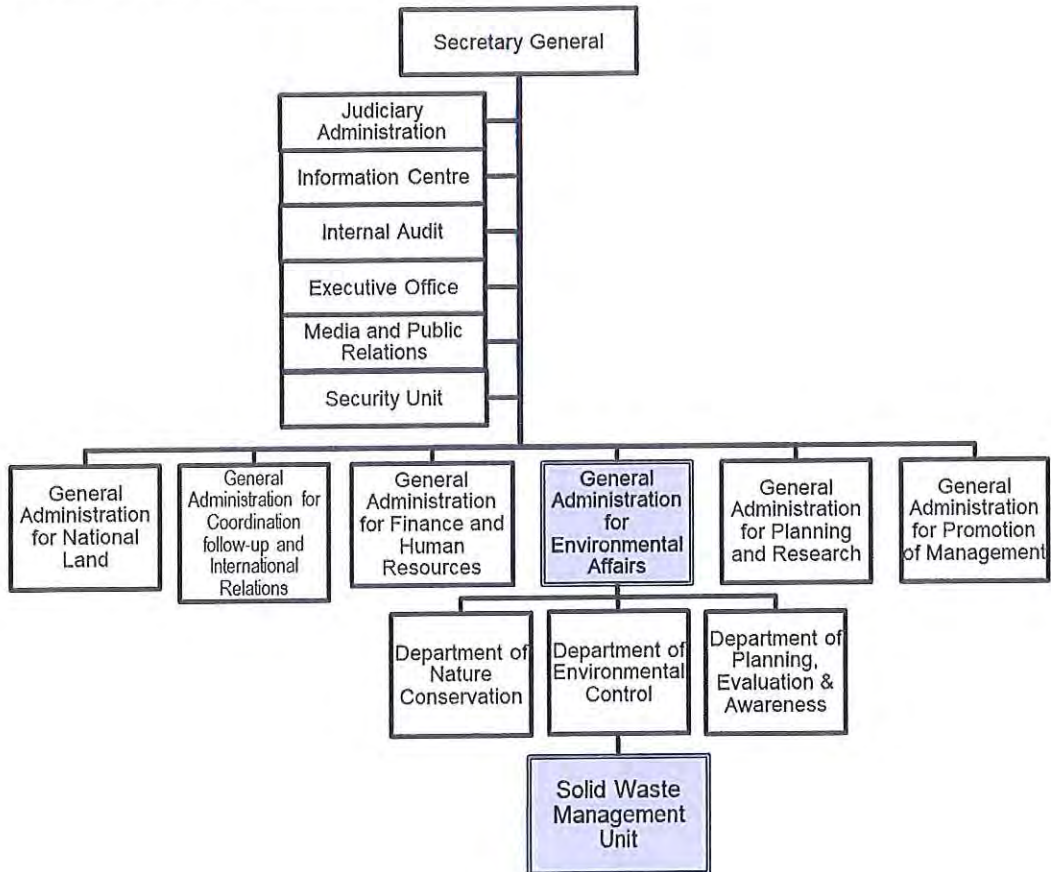 Secretary General
Judiciary
Administration
Information Centre
Internal Audit
Executive Office
Media and Public
Relations
Security Unit
General
Administration
for National
Land
General
Administration for
Coordination
follow-up and
International
Relations
General
Administration
for Finance and
Human
Resources
General
Administration
for
Environmental
Affairs
General
Administration
for Planning
and Research
General
Administration
for Promotion
of Management
Department of
Nature
Conservation
Department of
Environmental
Control
Department of
Planning,
Evaluation &
Awareness
Solid Waste
Management
Unit